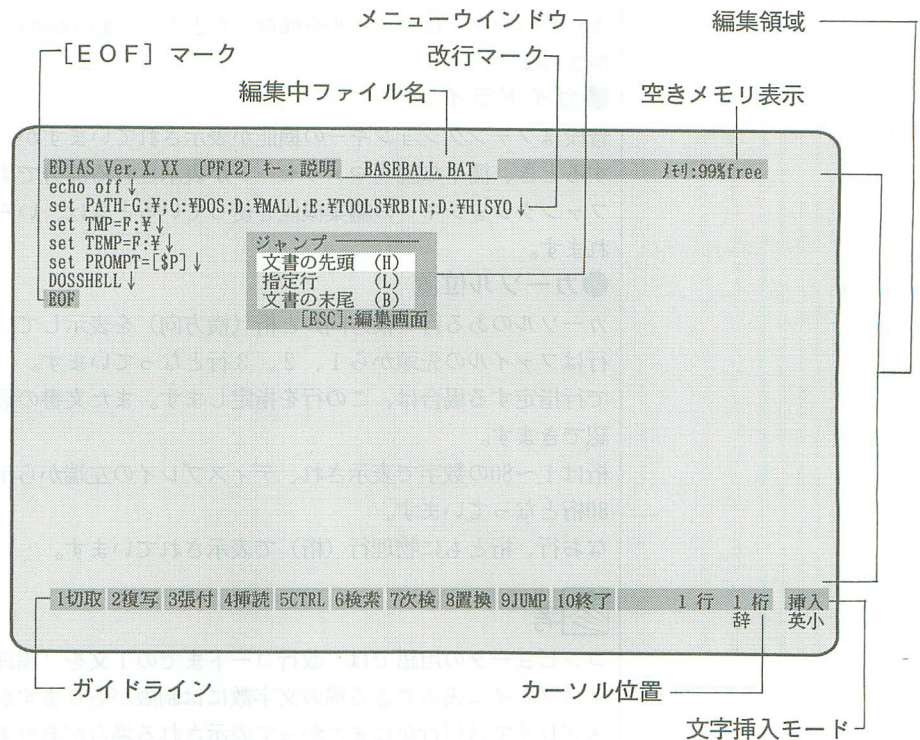 メニューウインドウ
編集領域
[EOF]マーク
改行マーク
編集中ファイル名
空きメモリ表示
EDIAS Ver.X.XX 〔PF12〕ｷｰ:説明 BASEBALL.BAT ﾒﾓﾘ:99%free
echo off↓
set PATH-G:¥;C:¥DOS;D:¥MALL;E:¥TOOLS¥RBIN;D:¥HISYO↓
set TMP=F:¥↓
set TEMP=F:¥↓
set PROMPT=[$P]↓
DOSSHELL↓
EOF
ジャンプ
文書の先頭 (H)
指定行 (L)
文書の末尾 (B)
[BSC]:編集画面
1切取 2複写 3張付 4挿読 5CTRL 6検索 7次検 8置換 9JUMP 10終了 1行 1桁 挿入
辞 英小
ガイドライン
カーソル位置
文字挿入モード